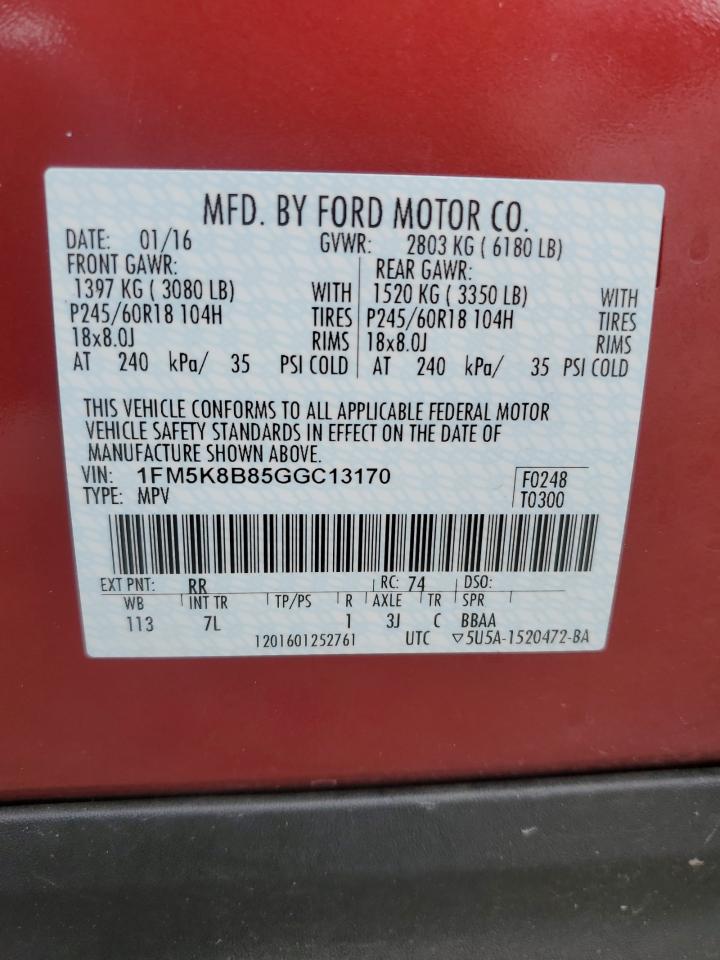 MFD. BY FORD MOTOR CO.
DATE: 01/16 GVWR: 2803 KG ( 6180 LB)
FRONT GAWR: REAR GAWR:
1397 KG ( 3080 LB) WITH 1520 KG ( 3350 LB) WITH
P245/60R18 104H TIRES P245/60R18 104H TIRES
18x8.0J RIMS 18x8.0J RIMS
AT 240 kPa/ 35 PSI COLD AT 240 kPa/ 35 PSI COLD
THIS VEHICLE CONFORMS TO ALL APPLICABLE FEDERAL MOTOR
VEHICLE SAFETY STANDARDS IN EFFECT ON THE DATE OF
MANUFACTURE SHOWN ABOVE.
VIN: 1FM5K8B85GGC13170 F0248
TYPE: MPV T0300
EXT PNT: RR RC: 74 DSO:
WB INT TR TP/PS R AXLE TR SPR
113 7L 1 3J C BBAA
1201601252761 UTC ▽5U5A-1520472-BA